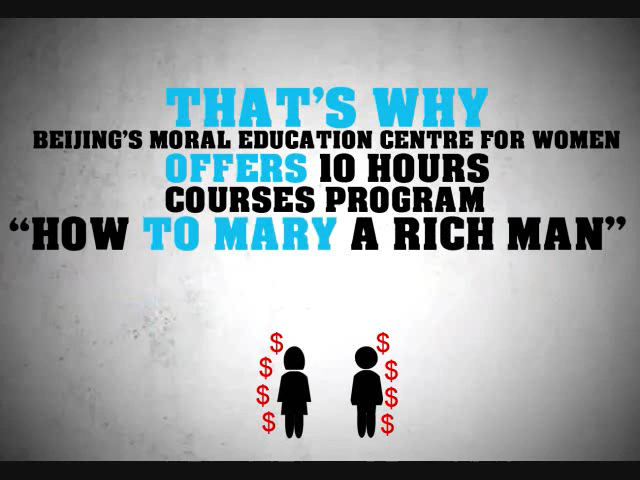 THAT'S WHY
BEIJING'S MORAL EDUCATION CENTRE FOR WOMEN
OFFERS 10 HOURS
COURSES PROGRAM
“HOW TO MARY A RICH MAN”
$ $
$ $
$ $
$ $